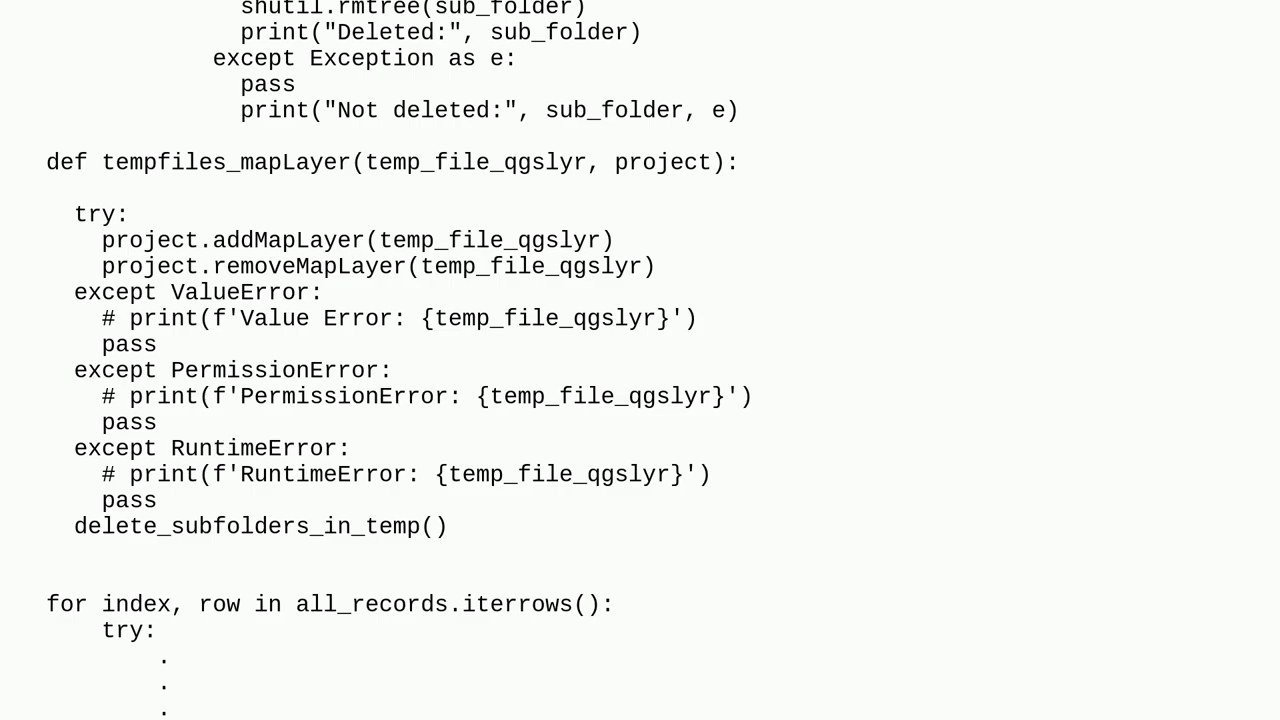 shutil.rmtree(sub_folder)
print("Deleted:", sub_folder)
except Exception as e:
pass
print("Not deleted:", sub_folder, e)
def tempfiles_mapLayer(temp_file_qgslyr, project):
try:
project.addMapLayer(temp_file_qgslyr)
project.removeMapLayer(temp_file_qgslyr)
except ValueError:
# print(f'Value Error: {temp_file_qgslyr}')
pass
except PermissionError:
# print(f'PermissionError: {temp_file_qgslyr}')
pass
except RuntimeError:
# print(f'RuntimeError: {temp_file_qgslyr}')
pass
delete_subfolders_in_temp()
for index, row in all_records.iterrows():
try:
.
.
.